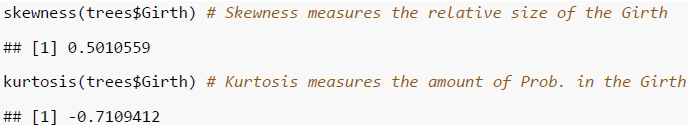 skewness(trees$Girth) # Skewness measures the relative size of the Girth
## [1] 0.5010559
kurtosis(trees$Girth) # Kurtosis measures the amount of Prob. in the Girth
## [1] -0.7109412